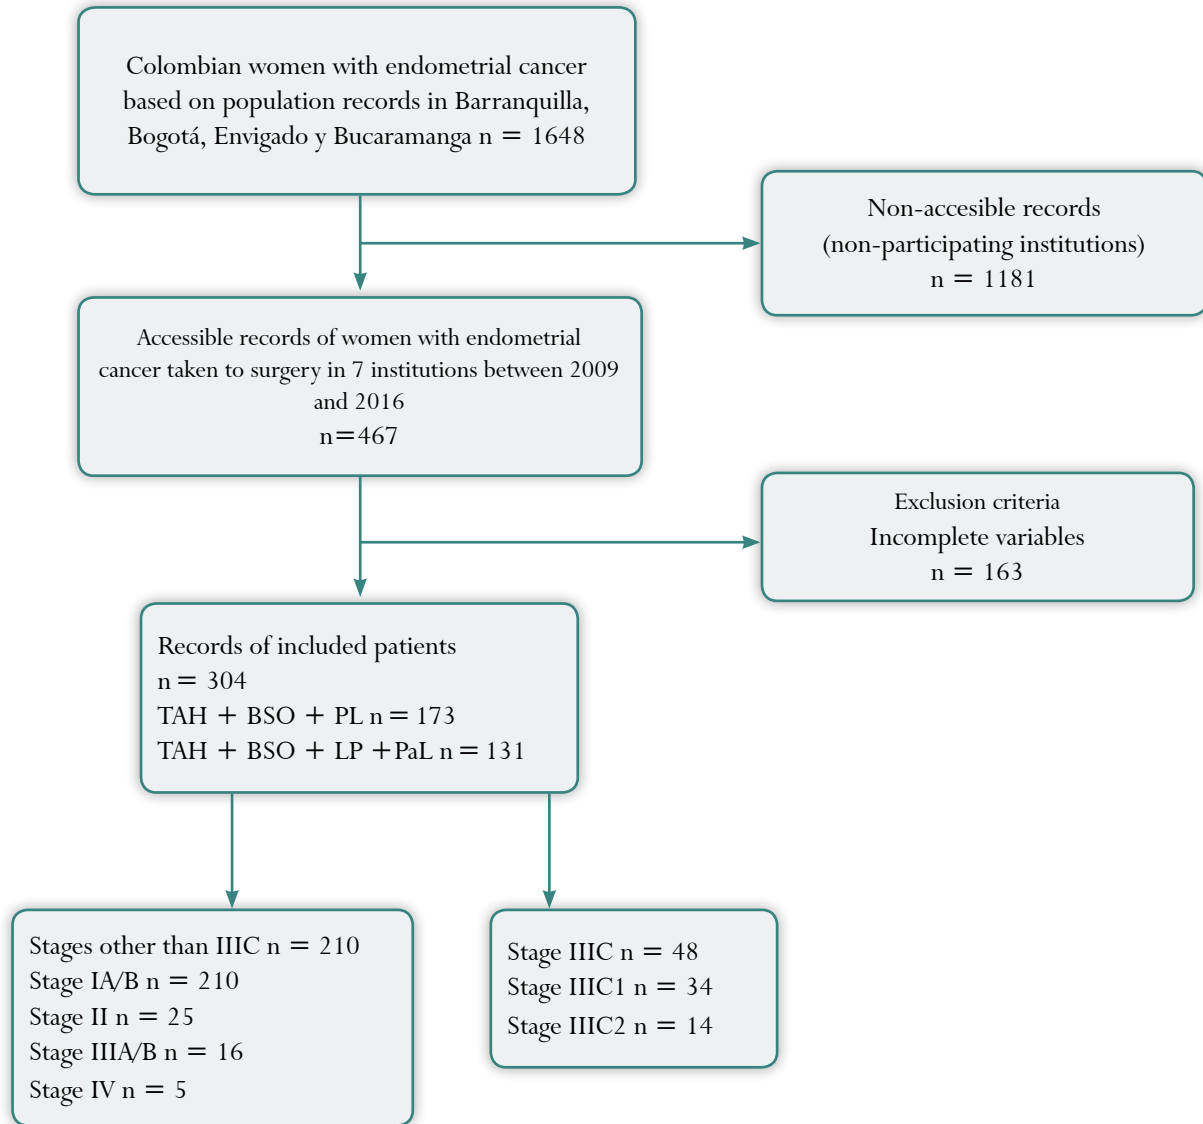 Colombian women with endometrial cancer
based on population records in Barranquilla,
Bogotá, Envigado y Bucaramanga n = 1648
Non-accesible records
(non-participating institutions)
n = 1181
Accessible records of women with endometrial
cancer taken to surgery in 7 institutions between 2009
and 2016
n=467
Exclusion criteria
Incomplete variables
n = 163
Records of included patients
n = 304
TAH + BSO + PL n = 173
TAH + BSO + LP +PaL n = 131
Stages other than IIIC n = 210
Stage IA/B n = 210
Stage II n = 25
Stage IIIA/B n = 16
Stage IV n = 5
Stage IIIC n = 48
Stage IIIC1 n = 34
Stage IIIC2 n = 14